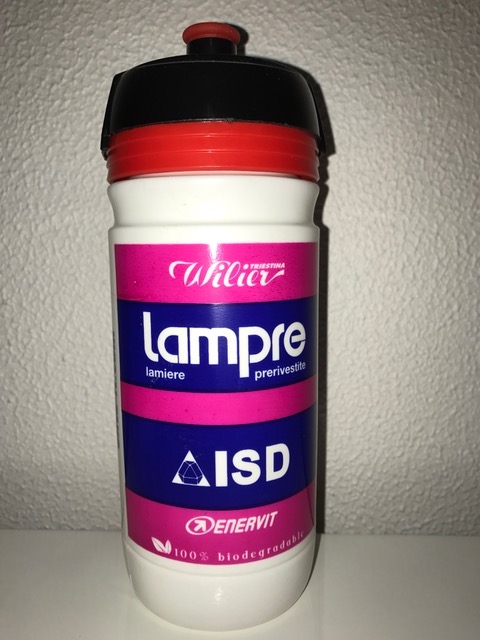 Wilier
TRIESTINA
lampre
lamiere prerivestite
ISD
ENERVIT
100% biodegradable